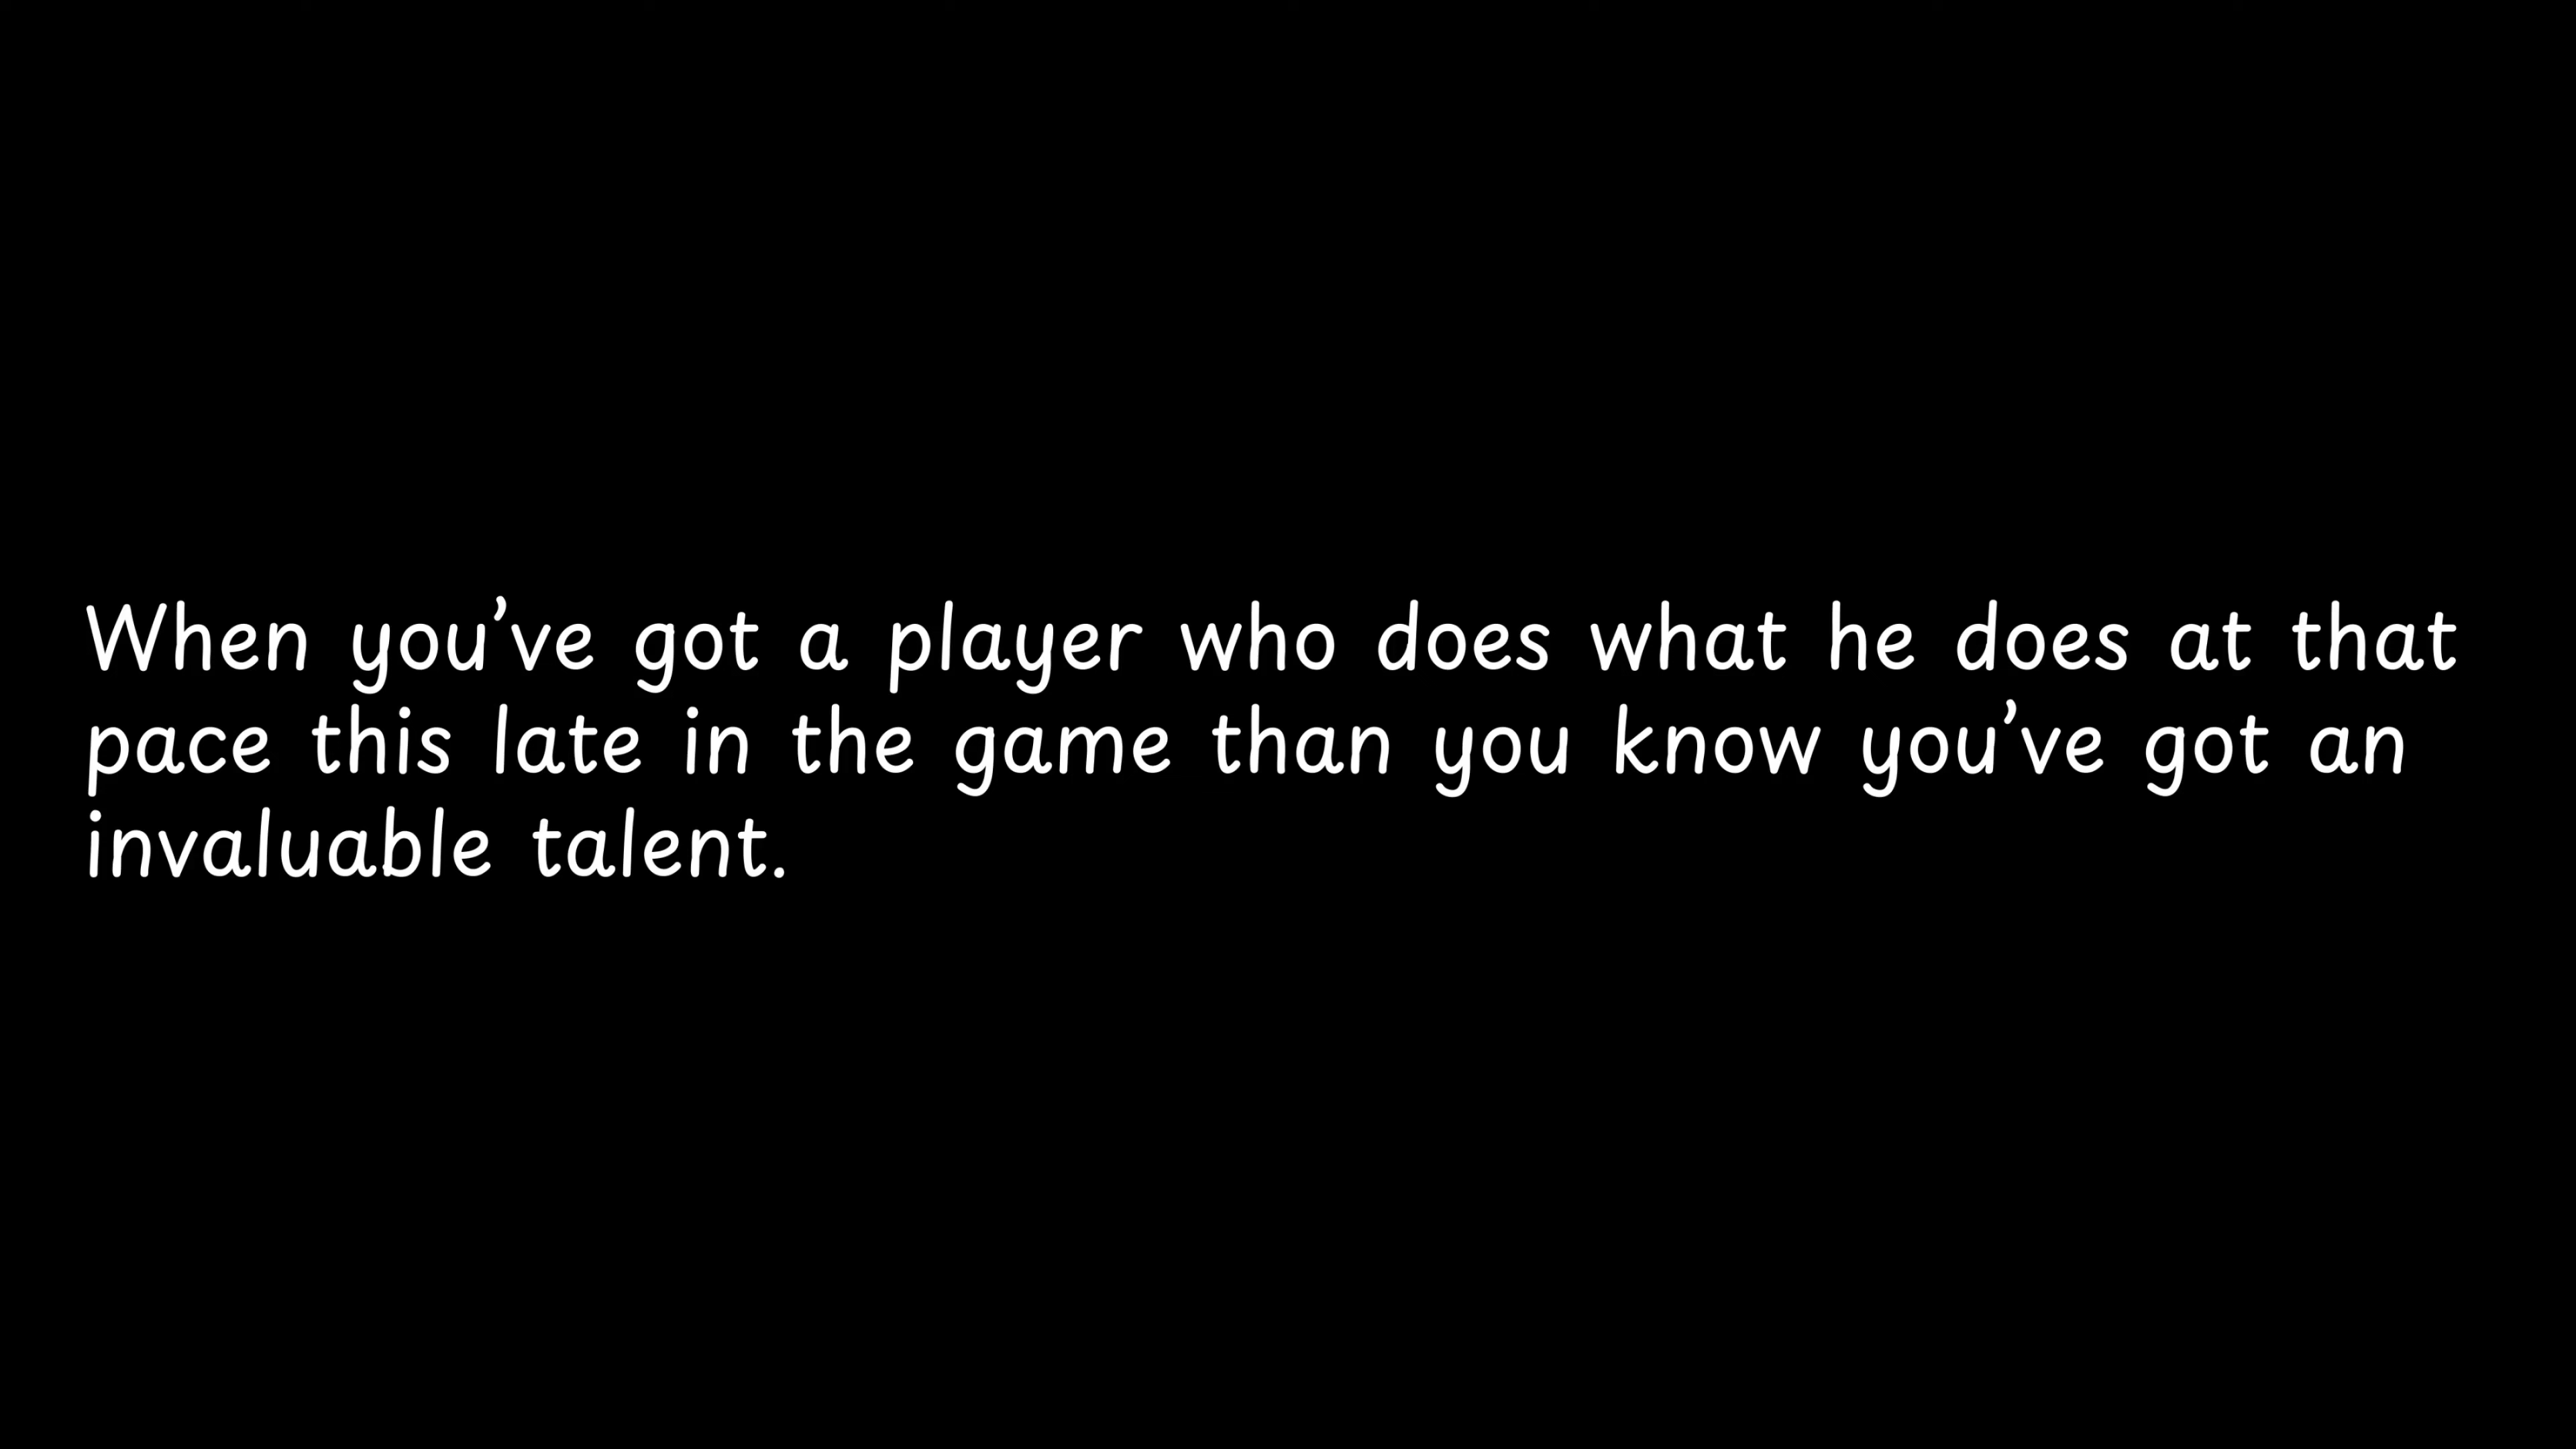 When you’ve got a player who does what he does at that
pace this late in the game than you know you’ve got an
invaluable talent.